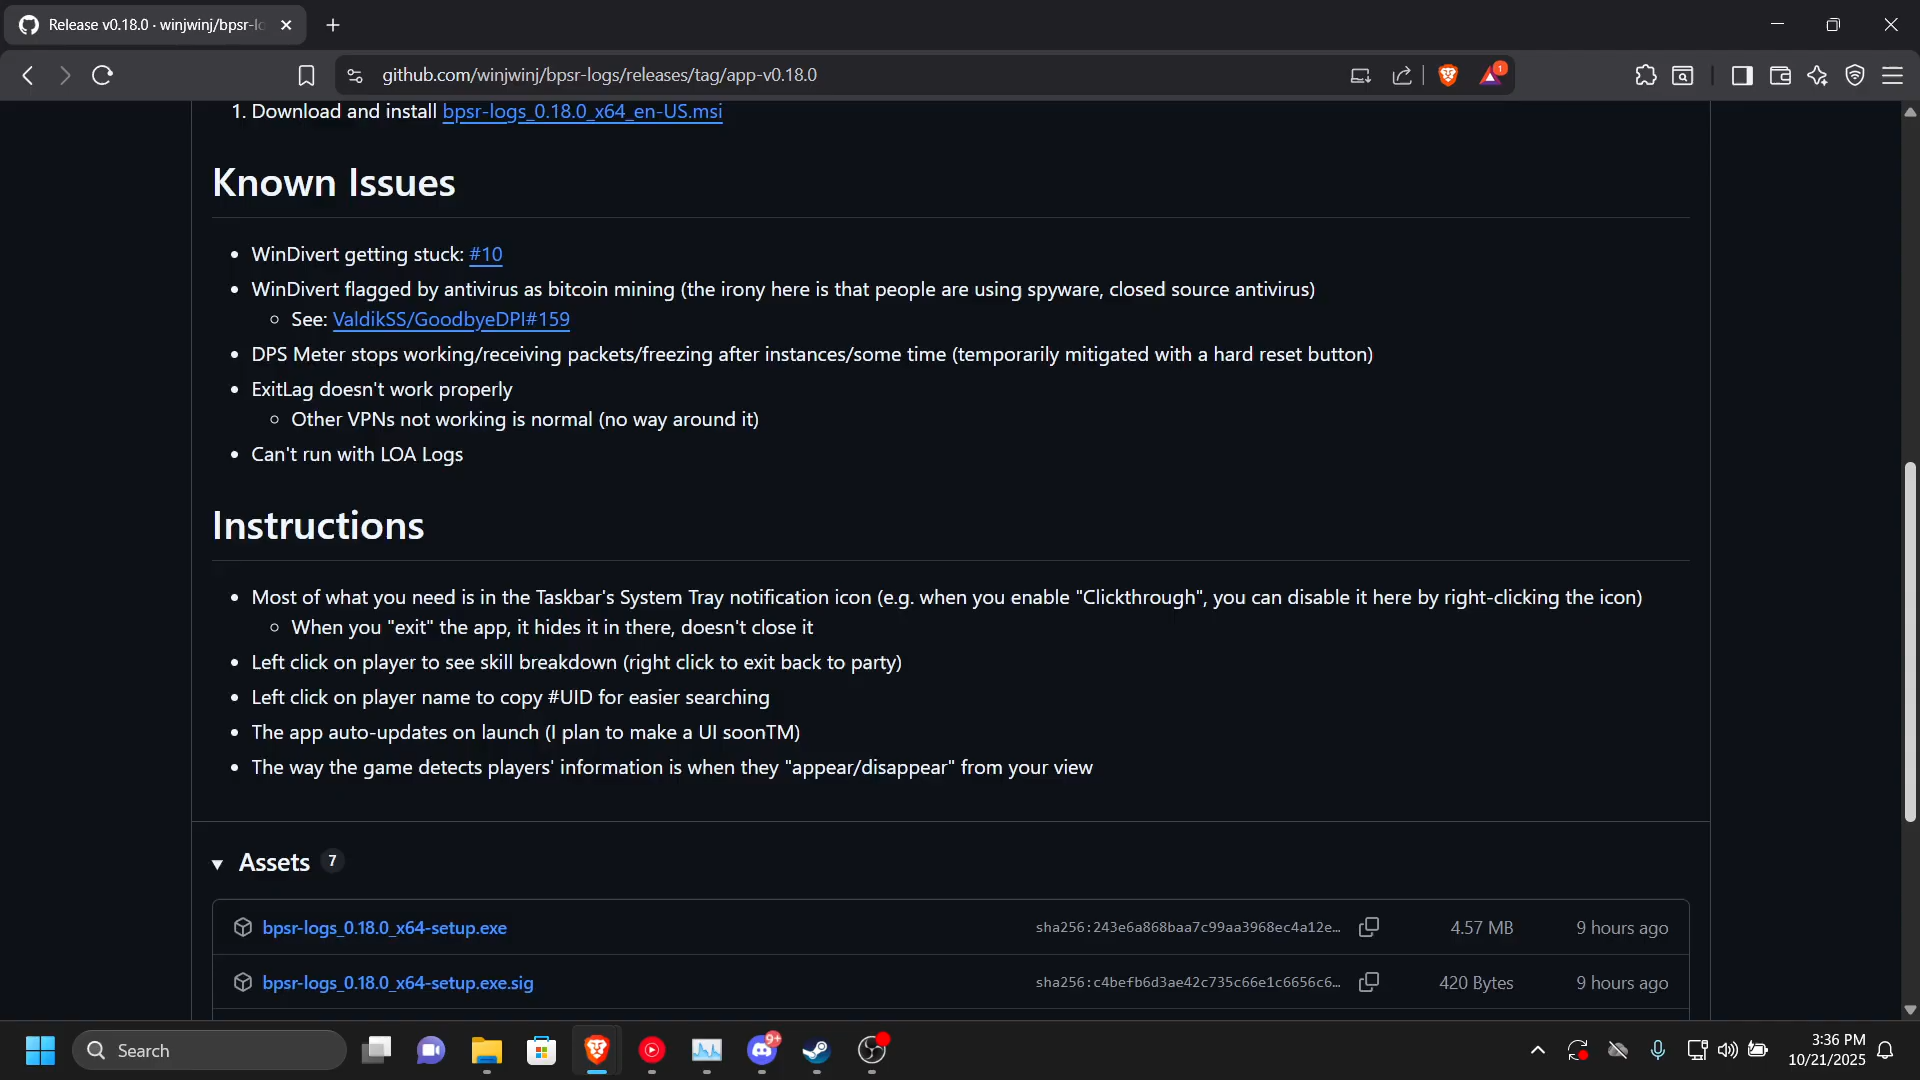 Release v0.18.0 · winjwinj/bpsr-lo
github.com/winjwinj/bpsr-logs/releases/tag/app-v0.18.0
1
1. Download and install bpsr-logs_0.18.0_x64_en-US.msi
Known Issues
• WinDivert getting stuck: #10
• WinDivert flagged by antivirus as bitcoin mining (the irony here is that people are using spyware, closed source antivirus)
◦ See: ValdikSS/GoodbyeDPI#159
• DPS Meter stops working/receiving packets/freezing after instances/some time (temporarily mitigated with a hard reset button)
• ExitLag doesn't work properly
◦ Other VPNs not working is normal (no way around it)
• Can't run with LOA Logs
Instructions
• Most of what you need is in the Taskbar's System Tray notification icon (e.g. when you enable "Clickthrough", you can disable it here by right-clicking the icon)
◦ When you "exit" the app, it hides it in there, doesn't close it
• Left click on player to see skill breakdown (right click to exit back to party)
• Left click on player name to copy #UID for easier searching
• The app auto-updates on launch (I plan to make a UI soonTM)
• The way the game detects players' information is when they "appear/disappear" from your view
Assets 7
bpsr-logs_0.18.0_x64-setup.exe sha256:243e6a868baa7c99aa3968ec4a12e… 4.57 MB 9 hours ago
bpsr-logs_0.18.0_x64-setup.exe.sig sha256:c4befb6d3ae42c735c66e1c6656c6… 420 Bytes 9 hours ago
Search
9+
3:36 PM
10/21/2025